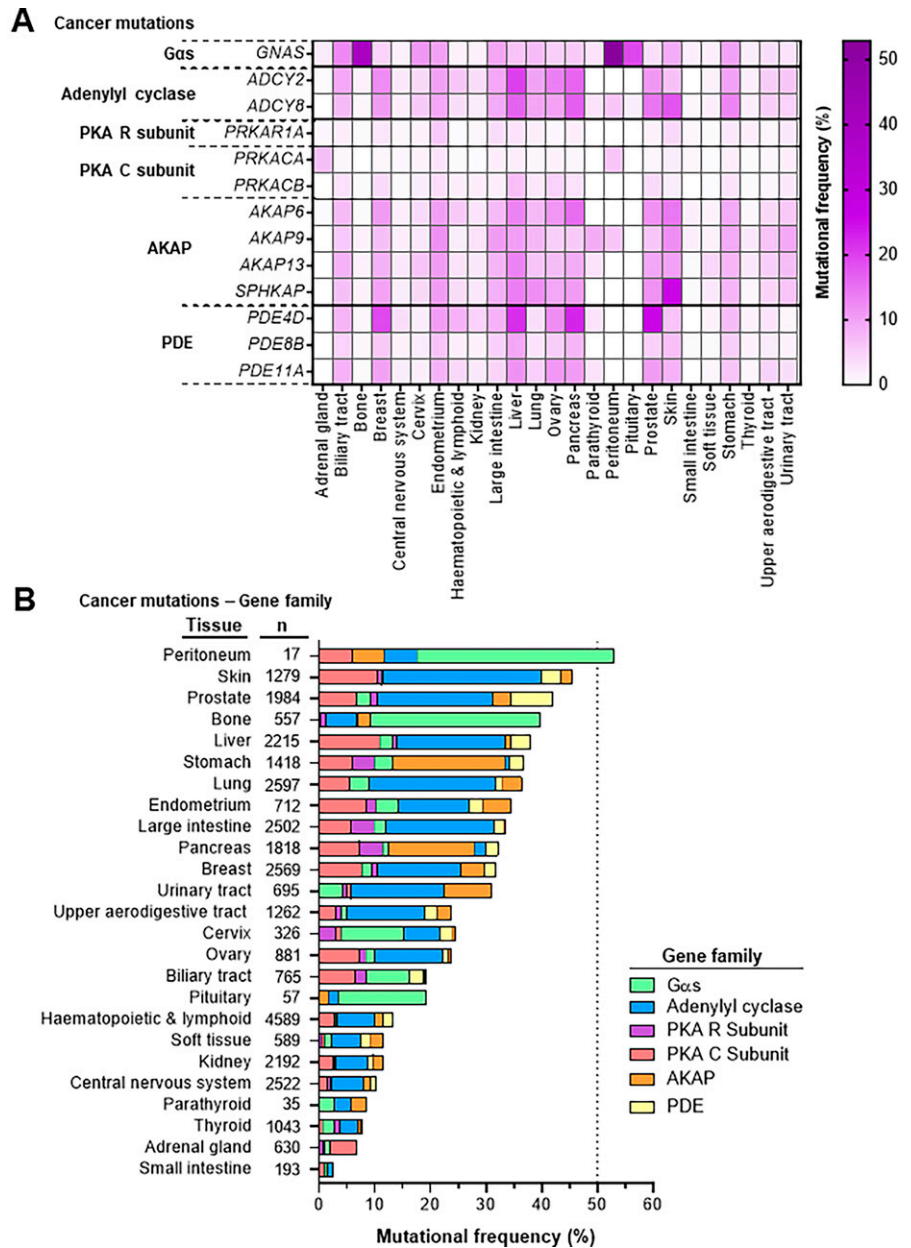 A
Cancer mutations
Gαs
GNAS
Adenylyl cyclase
ADCY2
ADCY8
PKA R subunit
PRKAR1A
PKA C subunit
PRKACA
PRKACB
AKAP
AKAP6
AKAP9
AKAP13
SPHKAP
PDE
PDE4D
PDE8B
PDE11A
Adrenal gland
Biliary tract
Bone
Breast
Central nervous system
Cervix
Endometrium
Haematopoietic & lymphoid
Kidney
Large intestine
Liver
Lung
Ovary
Pancreas
Parathyroid
Peritoneum
Pituitary
Prostate
Skin
Small intestine
Soft tissue
Stomach
Thyroid
Upper aerodigestive tract
Urinary tract
50
40
30
20
10
0
Mutational frequency (%)
B
Cancer mutations – Gene family
Tissue n
Peritoneum 17
Skin 1279
Prostate 1984
Bone 557
Liver 2215
Stomach 1418
Lung 2597
Endometrium 712
Large intestine 2502
Pancreas 1818
Breast 2569
Urinary tract 695
Upper aerodigestive tract 1262
Cervix 326
Ovary 881
Biliary tract 765
Pituitary 57
Haematopoietic & lymphoid 4589
Soft tissue 589
Kidney 2192
Central nervous system 2522
Parathyroid 35
Thyroid 1043
Adrenal gland 630
Small intestine 193
Gene family
Gαs
Adenylyl cyclase
PKA R Subunit
PKA C Subunit
AKAP
PDE
0 10 20 30 40 50 60
Mutational frequency (%)